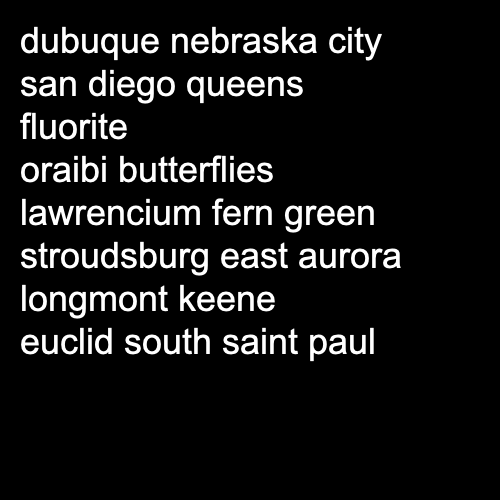 dubuque nebraska city
san diego queens
fluorite
oraibi butterflies
lawrencium fern green
stroudsburg east aurora
longmont keene
euclid south saint paul